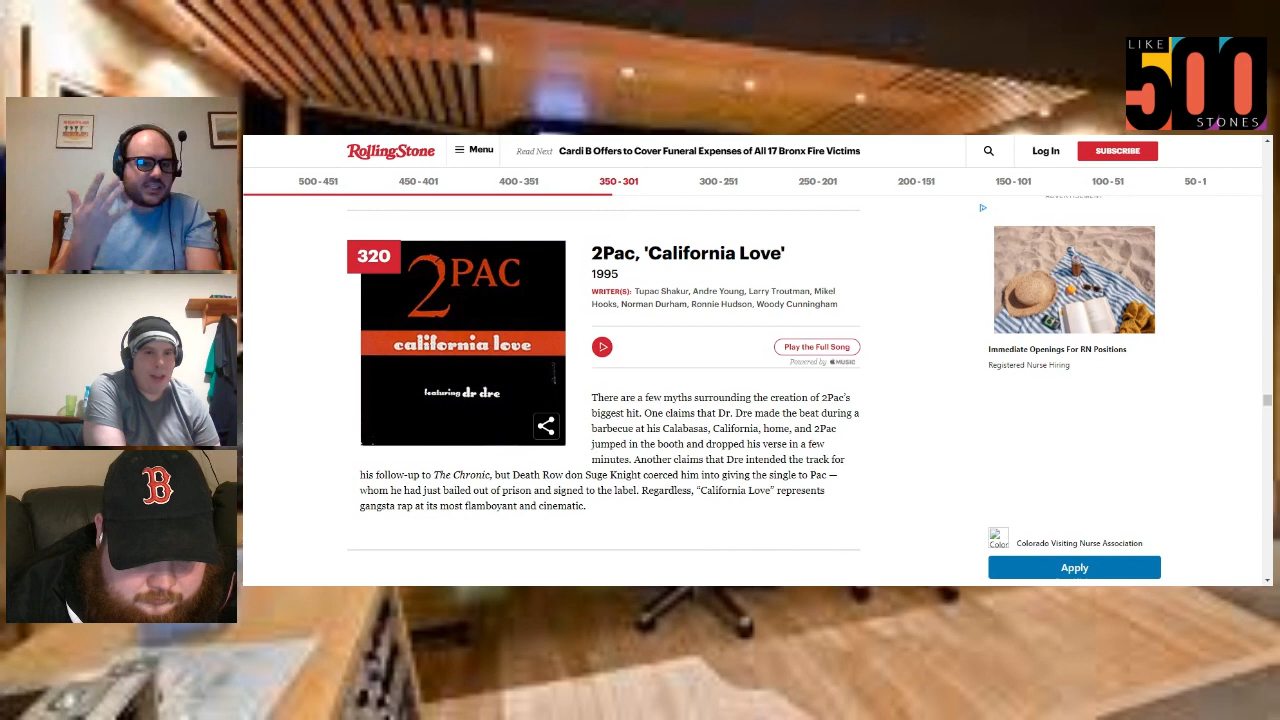 LIKE
500
STONES
RollingStone
Menu
Read Next Cardi B Offers to Cover Funeral Expenses of All 17 Bronx Fire Victims
Log In
SUBSCRIBE
500 - 451
450 - 401
400 - 351
350 - 301
300 - 251
250 - 201
200 - 151
150 - 101
100 - 51
50 - 1
320
2PAC
california love
featuring dr dre
2Pac, 'California Love'
1995
WRITER(S): Tupac Shakur, Andre Young, Larry Troutman, Mikel
Hooks, Norman Durham, Ronnie Hudson, Woody Cunningham
Play the Full Song
Powered by MUSIC
There are a few myths surrounding the creation of 2Pac's
biggest hit. One claims that Dr. Dre made the beat during a
barbecue at his Calabasas, California, home, and 2Pac
jumped in the booth and dropped his verse in a few
minutes. Another claims that Dre intended the track for
his follow-up to The Chronic, but Death Row don Suge Knight coerced him into giving the single to Pac —
whom he had just bailed out of prison and signed to the label. Regardless, “California Love” represents
gangsta rap at its most flamboyant and cinematic.
Immediate Openings For RN Positions
Registered Nurse Hiring
Color
Colorado Visiting Nurse Association
Apply
B